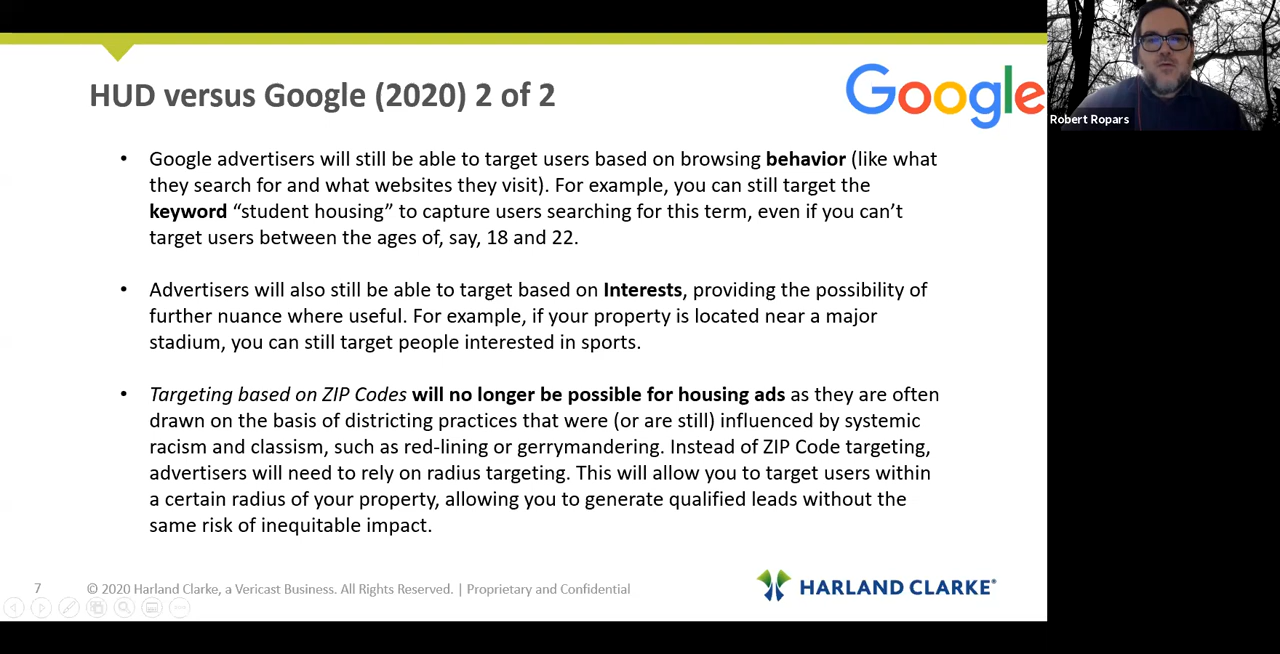 HUD versus Google (2020) 2 of 2
Google
Robert Ropars
• Google advertisers will still be able to target users based on browsing behavior (like what
they search for and what websites they visit). For example, you can still target the
keyword “student housing” to capture users searching for this term, even if you can’t
target users between the ages of, say, 18 and 22.
• Advertisers will also still be able to target based on Interests, providing the possibility of
further nuance where useful. For example, if your property is located near a major
stadium, you can still target people interested in sports.
• Targeting based on ZIP Codes will no longer be possible for housing ads as they are often
drawn on the basis of districting practices that were (or are still) influenced by systemic
racism and classism, such as red-lining or gerrymandering. Instead of ZIP Code targeting,
advertisers will need to rely on radius targeting. This will allow you to target users within
a certain radius of your property, allowing you to generate qualified leads without the
same risk of inequitable impact.
7
© 2020 Harland Clarke, a Vericast Business. All Rights Reserved. | Proprietary and Confidential
HARLAND CLARKE®